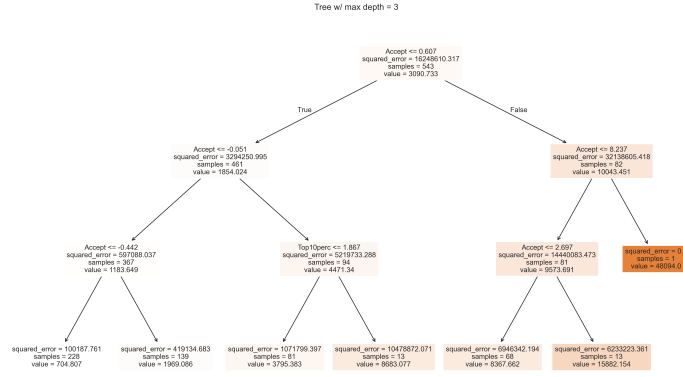 Tree w/ max depth = 3
Accept <= 0.607
squared_error = 16248610.317
samples = 543
value = 3090.733
True
False
Accept <= -0.051
squared_error = 3294250.995
samples = 461
value = 1854.024
Accept <= 8.237
squared_error = 32138605.418
samples = 82
value = 10043.451
Accept <= -0.442
squared_error = 597088.037
samples = 367
value = 1183.649
Top10perc <= 1.867
squared_error = 5219733.288
samples = 94
value = 4471.34
Accept <= 2.697
squared_error = 14440083.473
samples = 81
value = 9573.691
squared_error = 0.
samples = 1
value = 48094.0
squared_error = 100187.761
samples = 228
value = 704.807
squared_error = 419134.683
samples = 139
value = 1969.086
squared_error = 1071799.397
samples = 81
value = 3795.383
squared_error = 10478872.071
samples = 13
value = 8683.077
squared_error = 6946342.194
samples = 68
value = 8367.662
squared_error = 6233223.361
samples = 13
value = 15882.154